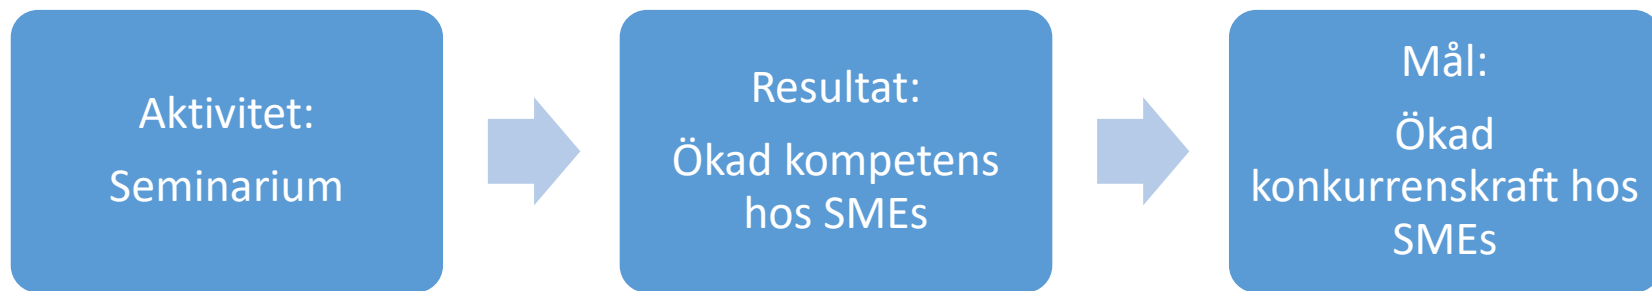 Aktivitet:
Seminarium
Resultat:
Ökad kompetens
hos SMEs
Mål:
Ökad
konkurrenskraft hos
SMEs